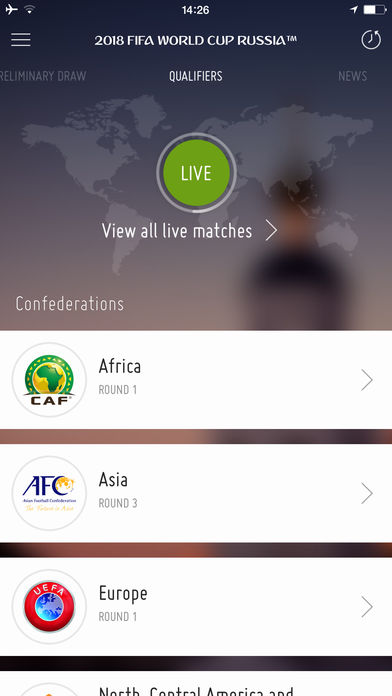 14:26
2018 FIFA WORLD CUP RUSSIA™
RELIMINARY DRAW
QUALIFIERS
NEWS
LIVE
View all live matches
Confederations
CAF
Africa
ROUND 1
AFC
Asian Football Confederation
The Future is Asia
Asia
ROUND 3
UEFA
Europe
ROUND 1
North, Central America and